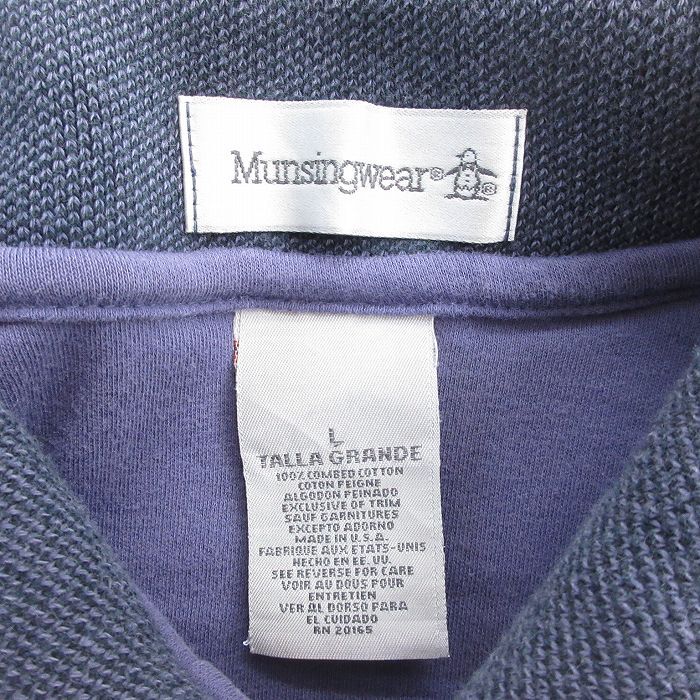 Munsingwear® ®
L
TALLA GRANDE
100% COMBED COTTON
COTON PEIGNE
ALGODON PEINADO
EXCLUSIVE OF TRIM
SAUF GARNITURES
EXCEPTO ADORNO
MADE IN U.S.A.
FABRIQUE AUX ETATS-UNIS
HECHO EN EE.UU.
SEE REVERSE FOR CARE
VOIR AU DOUS POUR
ENTRETIEN
VER AL DORSO PARA
EL CUIDADO
RN 20165